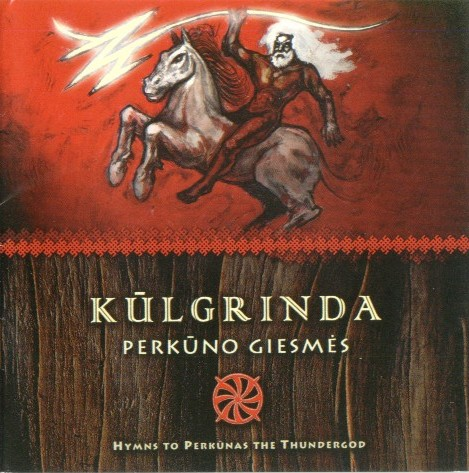 KŪLGRINDA
PERKŪNO GIESMĖS
HYMNS TO PERKŪNAS THE THUNDERGOD